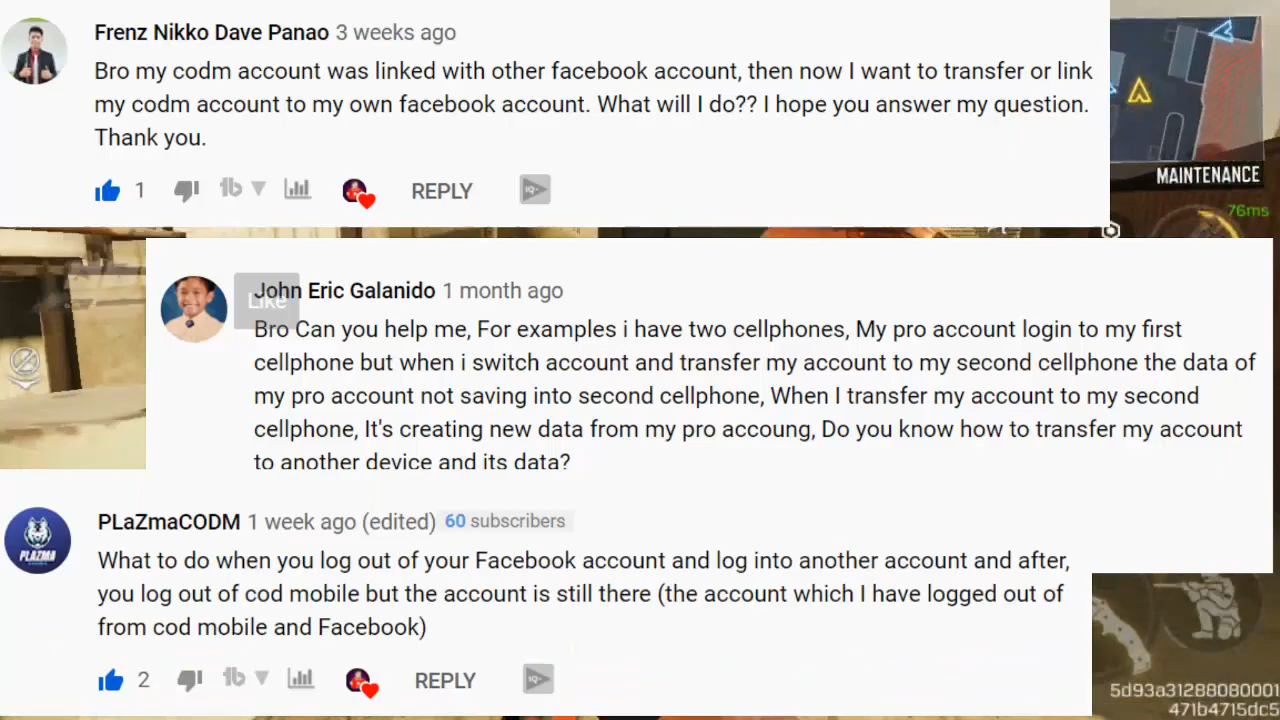 Frenz Nikko Dave Panao 3 weeks ago
Bro my codm account was linked with other facebook account, then now I want to transfer or link
my codm account to my own facebook account. What will I do?? I hope you answer my question.
Thank you.
1 REPLY
MAINTENANCE
76ms
John Eric Galanido 1 month ago
Like
Bro Can you help me, For examples i have two cellphones, My pro account login to my first
cellphone but when i switch account and transfer my account to my second cellphone the data of
my pro account not saving into second cellphone, When I transfer my account to my second
cellphone, It's creating new data from my pro accoung, Do you know how to transfer my account
to another device and its data?
PLaZmaCODM 1 week ago (edited) 60 subscribers
PLAZMA
What to do when you log out of your Facebook account and log into another account and after,
you log out of cod mobile but the account is still there (the account which I have logged out of
from cod mobile and Facebook)
2 REPLY
5d93a31288080001
471b4715dc5